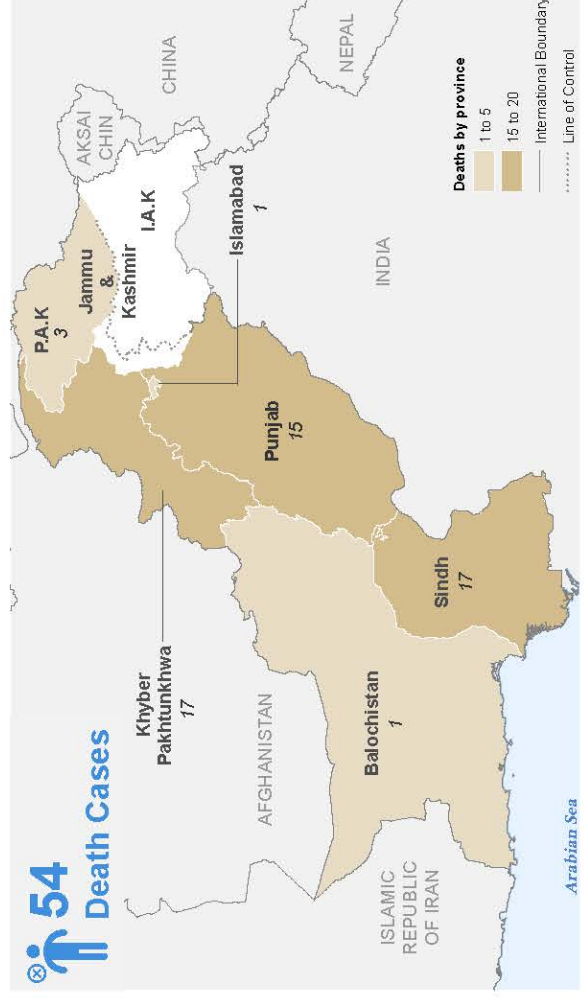 54
Death Cases
CHINA
AKSAI
CHIN
NEPAL
P.A.K
3
Jammu
&
Kashmir
I.A.K
Islamabad
1
Khyber
Pakhtunkhwa
17
AFGHANISTAN
Punjab
15
INDIA
Balochistan
1
Sindh
17
ISLAMIC
REPUBLIC
OF IRAN
Arabian Sea
Deaths by province
1 to 5
15 to 20
International Boundary
Line of Control